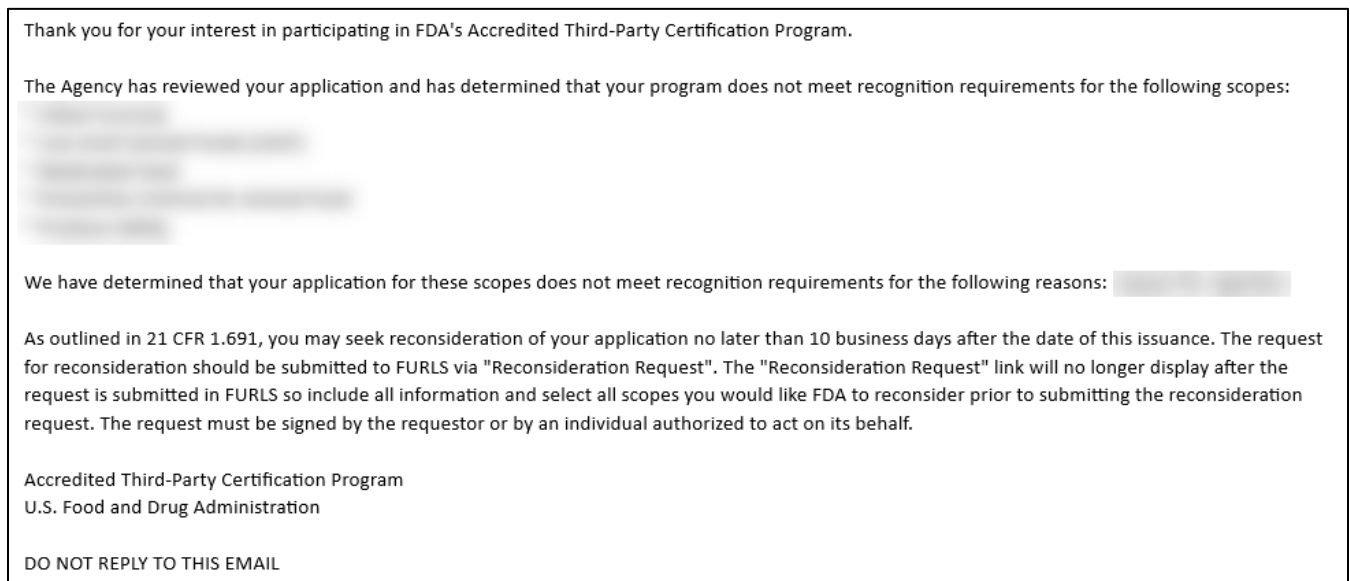 Thank you for your interest in participating in FDA's Accredited Third-Party Certification Program.
The Agency has reviewed your application and has determined that your program does not meet recognition requirements for the following scopes:
We have determined that your application for these scopes does not meet recognition requirements for the following reasons:
As outlined in 21 CFR 1.691, you may seek reconsideration of your application no later than 10 business days after the date of this issuance. The request
for reconsideration should be submitted to FURLS via "Reconsideration Request". The "Reconsideration Request" link will no longer display after the
request is submitted in FURLS so include all information and select all scopes you would like FDA to reconsider prior to submitting the reconsideration
request. The request must be signed by the requestor or by an individual authorized to act on its behalf.
Accredited Third-Party Certification Program
U.S. Food and Drug Administration
DO NOT REPLY TO THIS EMAIL